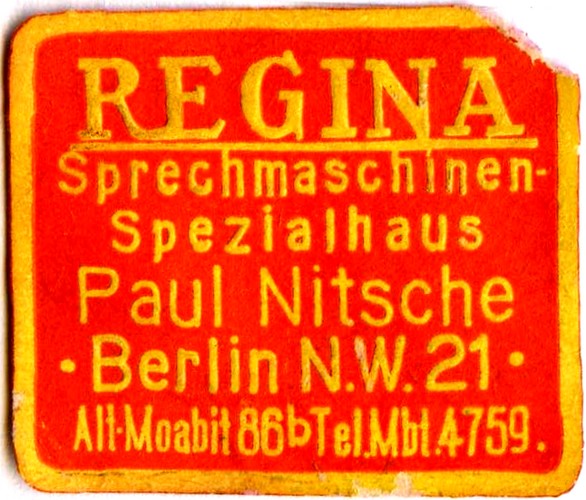 REGINA
Sprechmaschinen-
Spezialhaus
Paul Nitsche
· Berlin N.W. 21 ·
Alt-Moabit 86b Tel. Mbt. 4759.